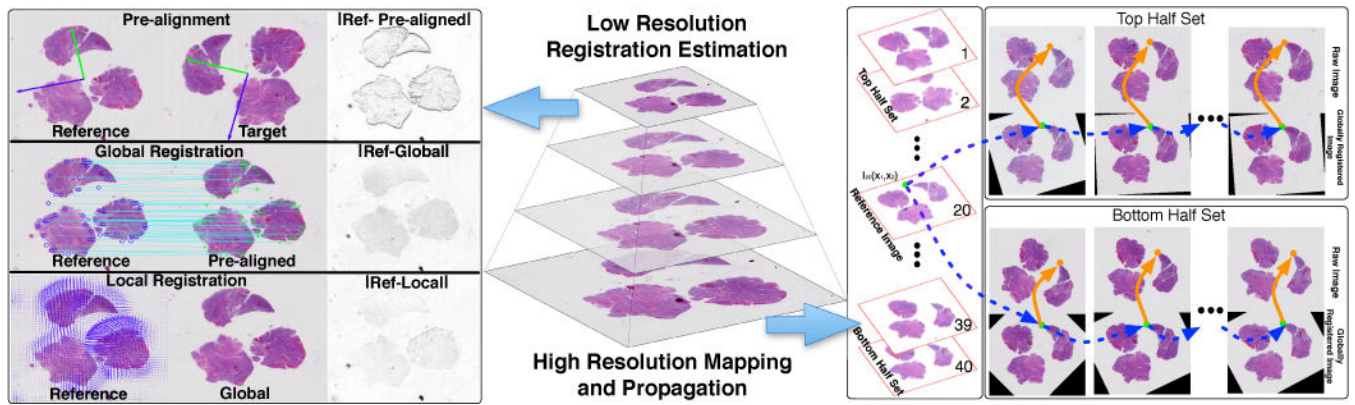 Pre-alignment
|Ref- Pre-aligned|
Reference
Target
Global Registration
|Ref-Global|
Reference
Pre-aligned
Local Registration
|Ref-Local|
Reference
Global
Low Resolution
Registration Estimation
High Resolution Mapping
and Propagation
1
Top Half Set
2
I₂₀(x₁,x₂)
Reference Image
20
39
Bottom Half Set
40
Top Half Set
Raw Image
Globally Registered
Image
Bottom Half Set
Raw Image
Globally
Registered Image